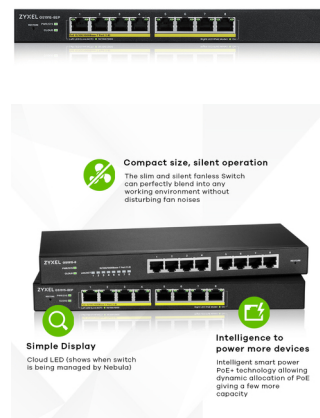 ZYXEL
Compact size, silent operation
The slim and silent fanless Switch
can perfectly blend into any
working environment without
disturbing fan noises
ZYXEL
ZYXEL
Simple Display
Cloud LED (shows when switch
is being managed by Nebula)
Intelligence to
power more devices
Intelligent smart power
PoE+ technology allowing
dynamic allocation of PoE
giving a few more
capacity